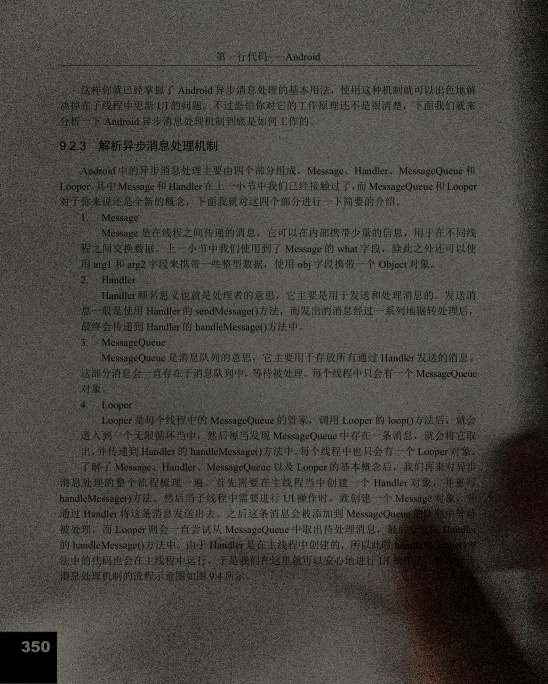 第一行代码——Android
这样你就已经掌握了 Android 异步消息处理的基本用法，使用这种机制就可以出色地解
决掉在子线程中更新 UI 的问题。不过恐怕你对它的工作原理还不是很清楚，下面我们就来
分析一下 Android 异步消息处理机制到底是如何工作的。
9.2.3 解析异步消息处理机制
Android 中的异步消息处理主要由四个部分组成，Message、Handler、MessageQueue 和
Looper。其中 Message 和 Handler 在上一小节中我们已经接触过了，而 MessageQueue 和 Looper
对于你来说还是全新的概念，下面我就对这四个部分进行一下简要的介绍。
1. Message
Message 是在线程之间传递的消息，它可以在内部携带少量的信息，用于在不同线
程之间交换数据。上一小节中我们使用到了 Message 的 what 字段，除此之外还可以使
用 arg1 和 arg2 字段来携带一些整型数据，使用 obj 字段携带一个 Object 对象。
2. Handler
Handler 顾名思义也就是处理者的意思，它主要是用于发送和处理消息的。发送消
息一般是使用 Handler 的 sendMessage()方法，而发出的消息经过一系列地辗转处理后，
最终会传递到 Handler 的 handleMessage()方法中。
3. MessageQueue
MessageQueue 是消息队列的意思，它主要用于存放所有通过 Handler 发送的消息。
这部分消息会一直存在于消息队列中，等待被处理。每个线程中只会有一个 MessageQueue
对象。
4. Looper
Looper 是每个线程中的 MessageQueue 的管家，调用 Looper 的 loop()方法后，就会
进入到一个无限循环当中，然后每当发现 MessageQueue 中存在一条消息，就会将它取
出，并传递到 Handler 的 handleMessage()方法中。每个线程中也只会有一个 Looper 对象。
了解了 Message、Handler、MessageQueue 以及 Looper 的基本概念后，我们再来对异步
消息处理的整个流程梳理一遍。首先需要在主线程当中创建一个 Handler 对象，并重写
handleMessage()方法。然后当子线程中需要进行 UI 操作时，就创建一个 Message 对象，并
通过 Handler 将这条消息发送出去。之后这条消息会被添加到 MessageQueue 的队列中等待
被处理，而 Looper 则会一直尝试从 MessageQueue 中取出待处理消息，最后分发回 Handler
的 handleMessage()方法中。由于 Handler 是在主线程中创建的，所以此时 handleMessage()方
法中的代码也会在主线程中运行，于是我们在这里就可以安心地进行 UI
消息处理机制的流程示意图如图 9.4 所示。
350